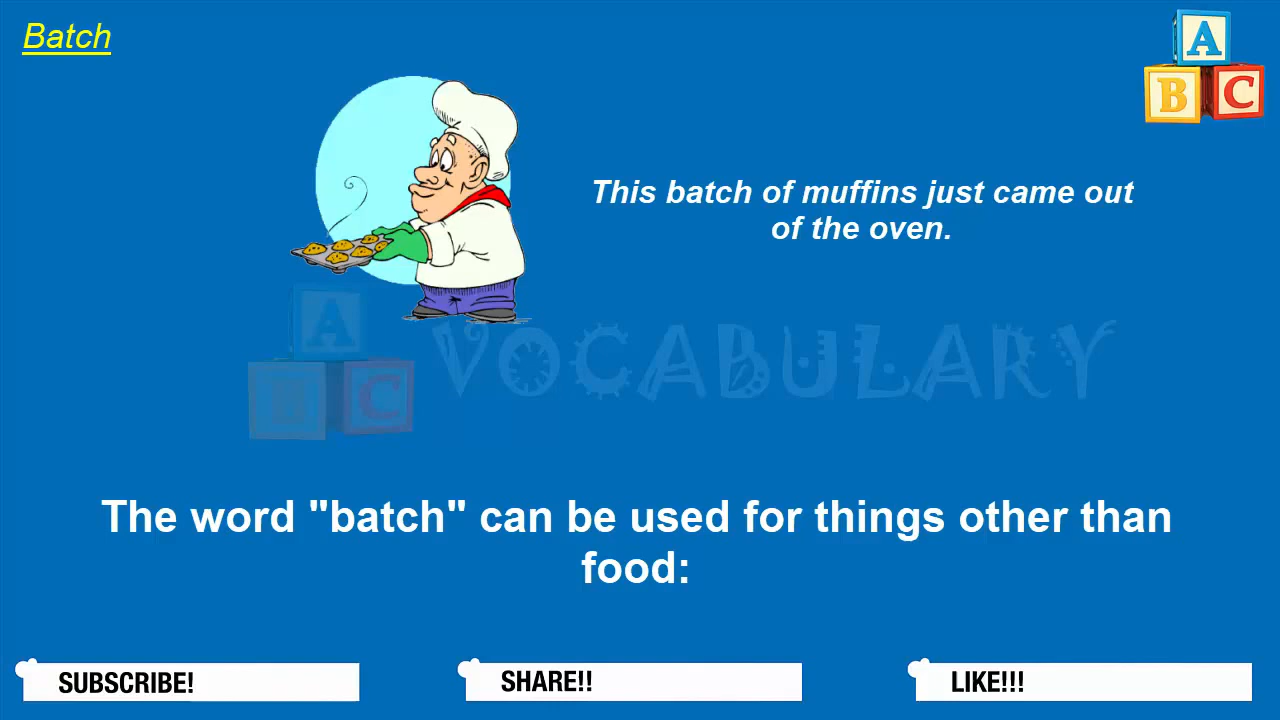 Batch
A
B C
This batch of muffins just came out
of the oven.
A
B C
VOCABULARY
The word "batch" can be used for things other than
food:
SUBSCRIBE!
SHARE!!
LIKE!!!